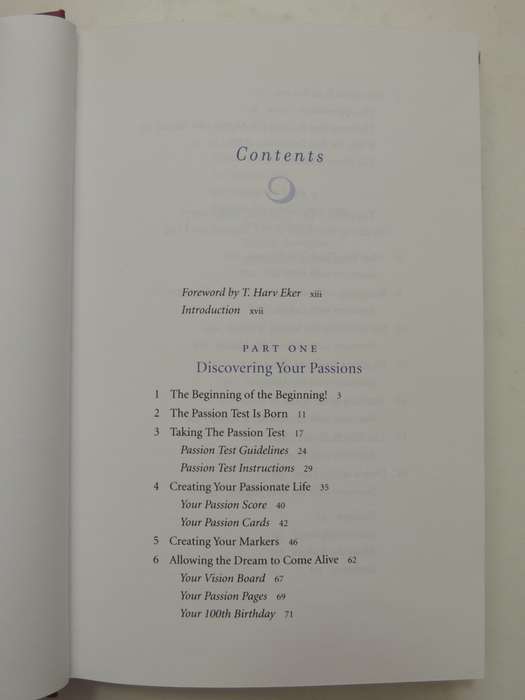 Contents
Foreword by T. Harv Eker xiii
Introduction xvii
PART ONE
Discovering Your Passions
1 The Beginning of the Beginning! 3
2 The Passion Test Is Born 11
3 Taking The Passion Test 17
Passion Test Guidelines 24
Passion Test Instructions 29
4 Creating Your Passionate Life 35
Your Passion Score 40
Your Passion Cards 42
5 Creating Your Markers 46
6 Allowing the Dream to Come Alive 62
Your Vision Board 67
Your Passion Pages 69
Your 100th Birthday 71